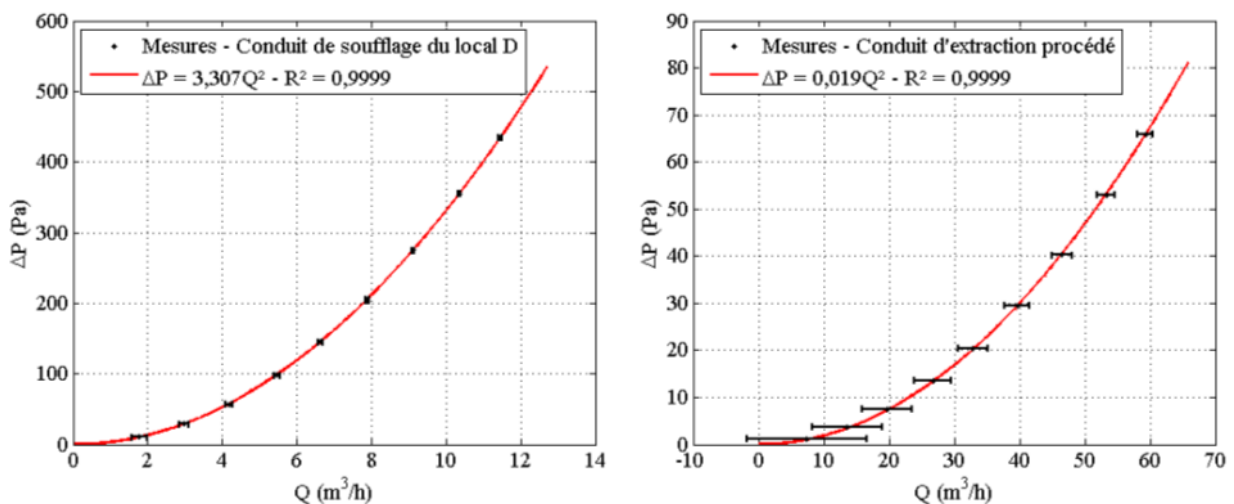 600
500
400
300
200
100
0
ΔP (Pa)
Mesures - Conduit de soufflage du local D
ΔP = 3,307Q² - R² = 0,9999
0 2 4 6 8 10 12 14
Q (m³/h)
90
80
70
60
50
40
30
20
10
0
ΔP (Pa)
Mesures - Conduit d'extraction procédé
ΔP = 0,019Q² - R² = 0,9999
-10 0 10 20 30 40 50 60 70
Q (m³/h)